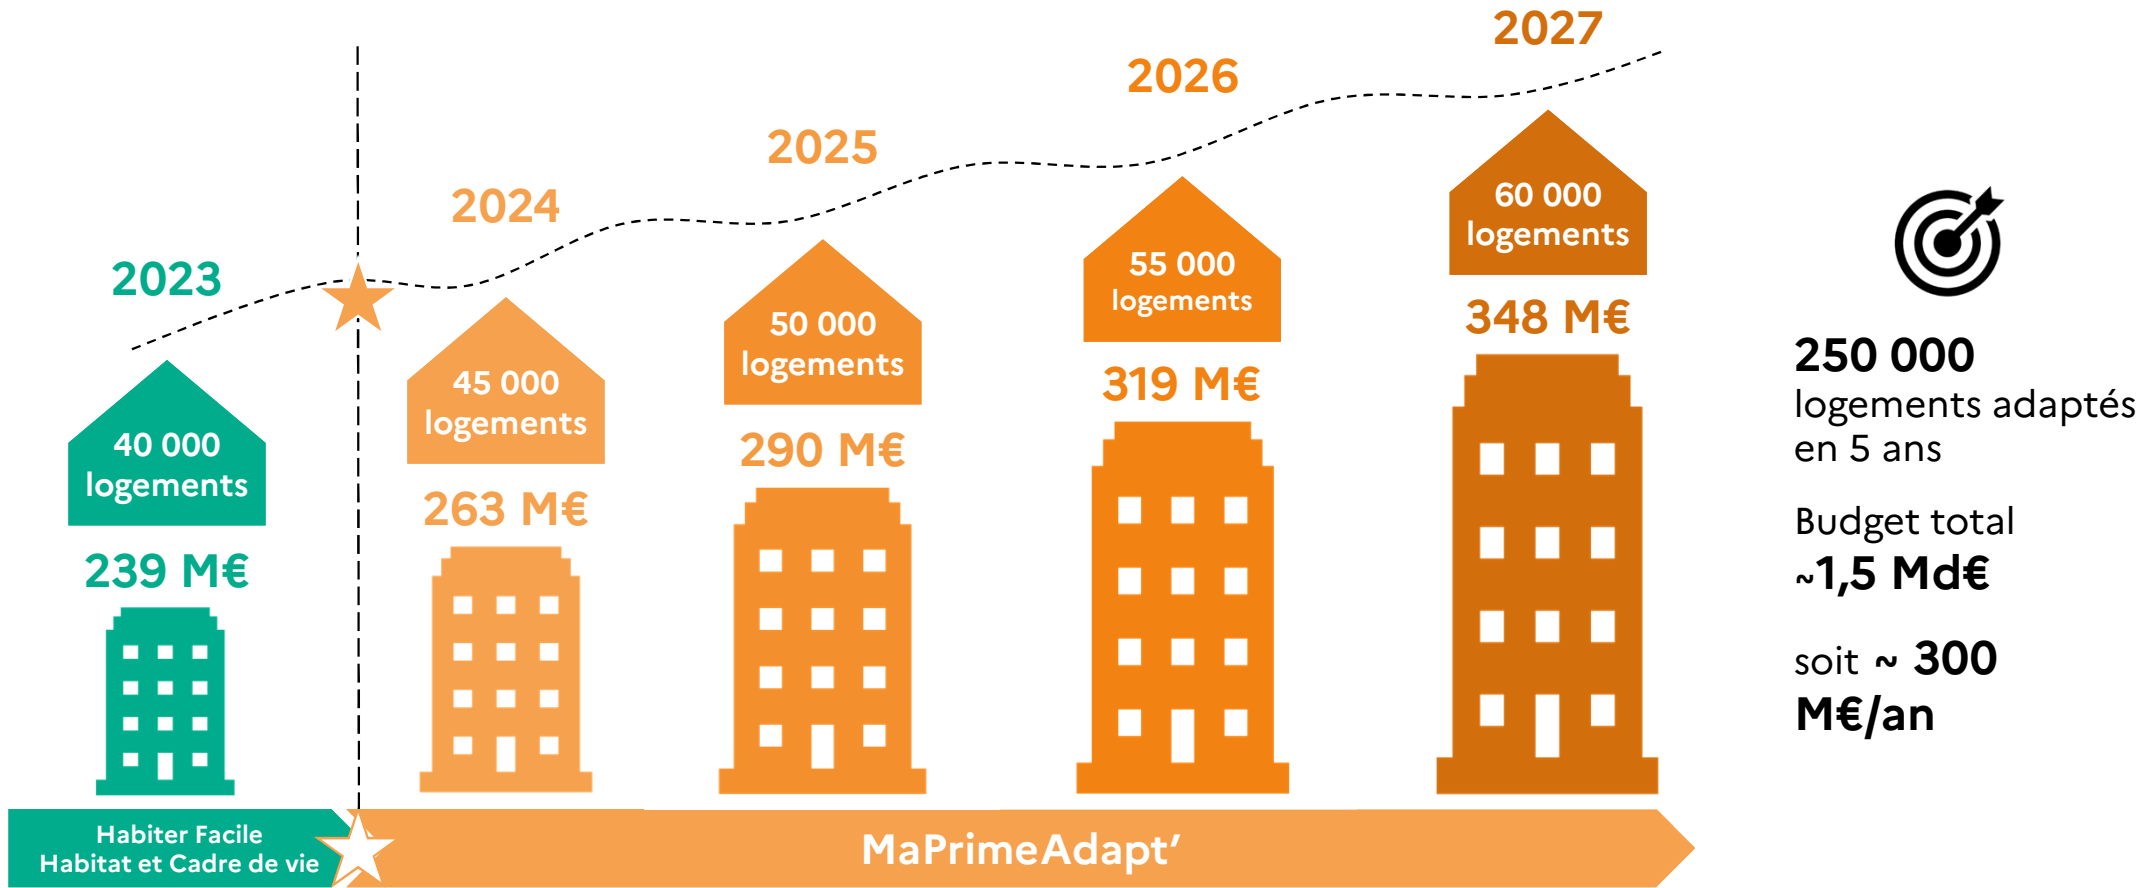 2023
40 000
logements
239 M€
2024
45 000
logements
263 M€
2025
50 000
logements
290 M€
2026
55 000
logements
319 M€
2027
60 000
logements
348 M€
250 000
logements adaptés
en 5 ans
Budget total
~1,5 Md€
soit ~ 300
M€/an
Habiter Facile
Habitat et Cadre de vie
MaPrimeAdapt’